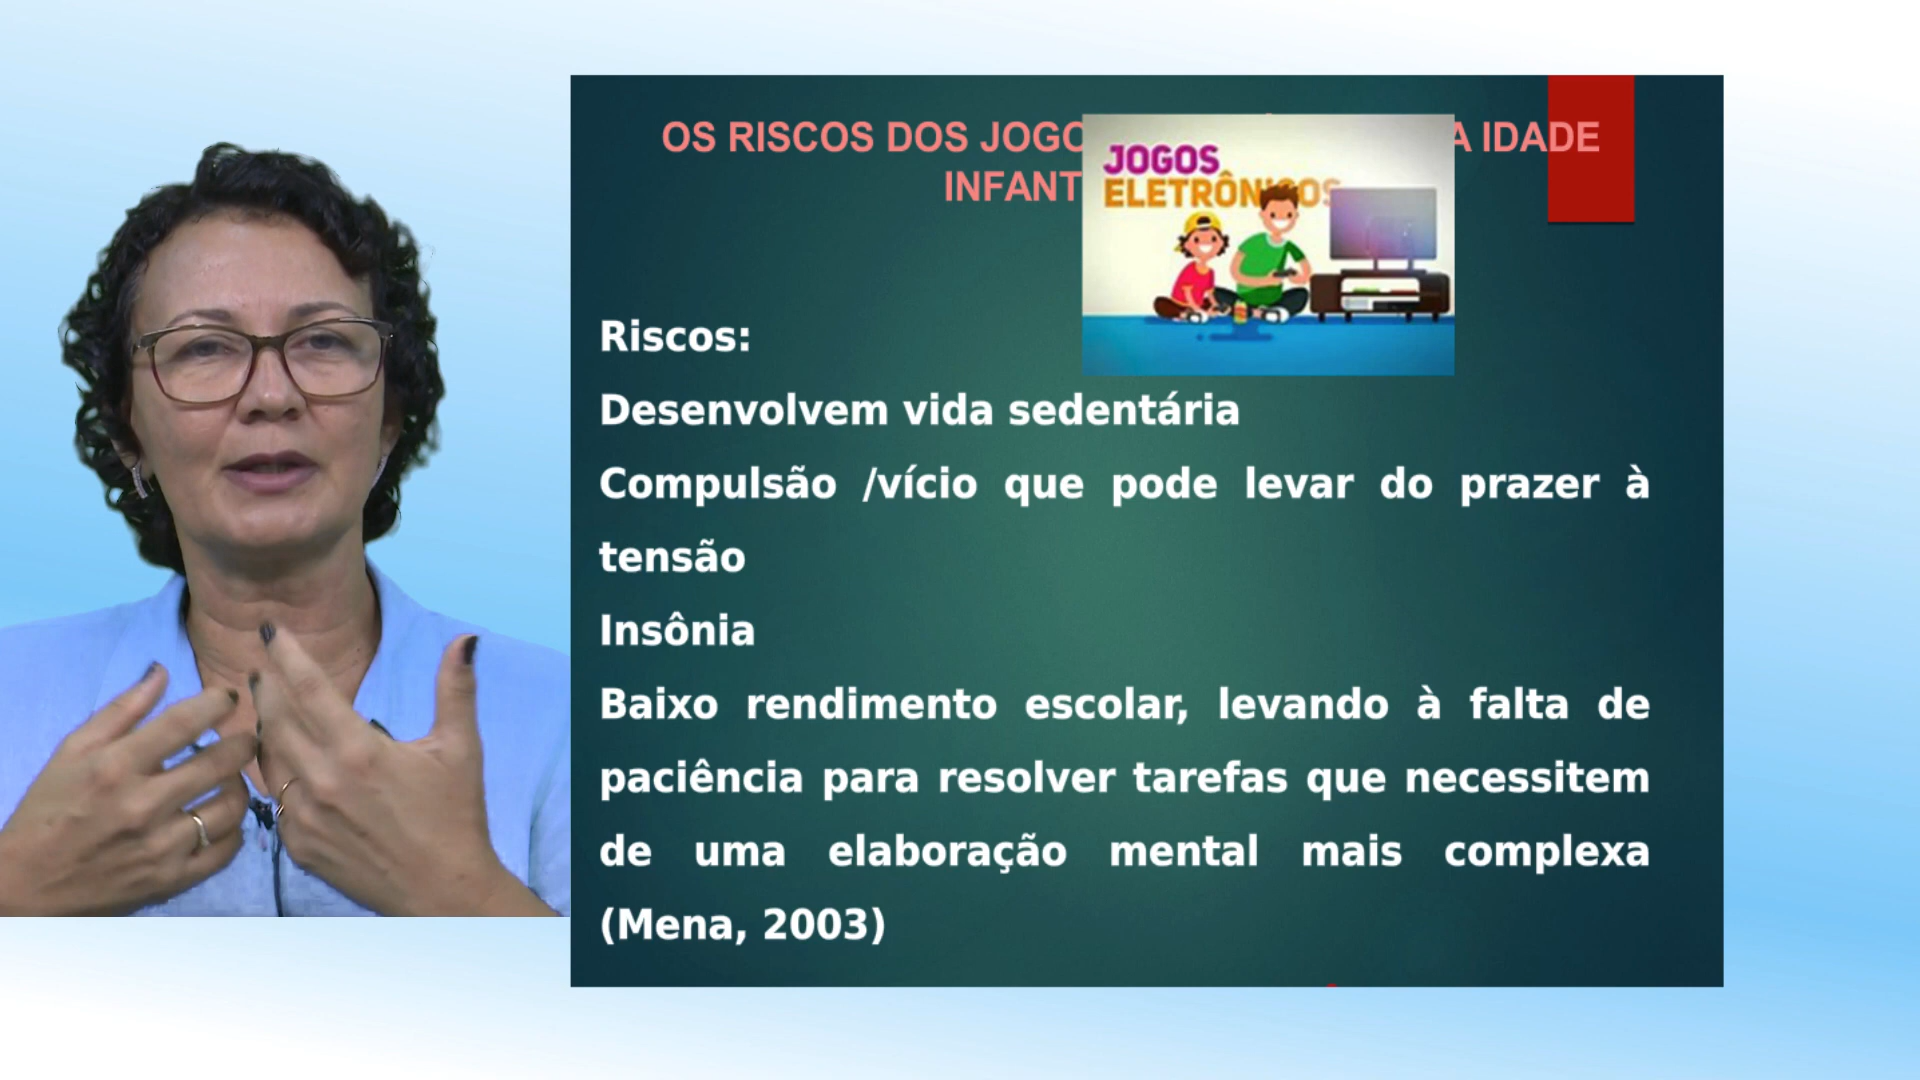 OS RISCOS DOS JOGO A IDADE
INFANT
JOGOS
ELETRÔNICOS
Riscos:
Desenvolvem vida sedentária
Compulsão /vício que pode levar do prazer à
tensão
Insônia
Baixo rendimento escolar, levando à falta de
paciência para resolver tarefas que necessitem
de uma elaboração mental mais complexa
(Mena, 2003)